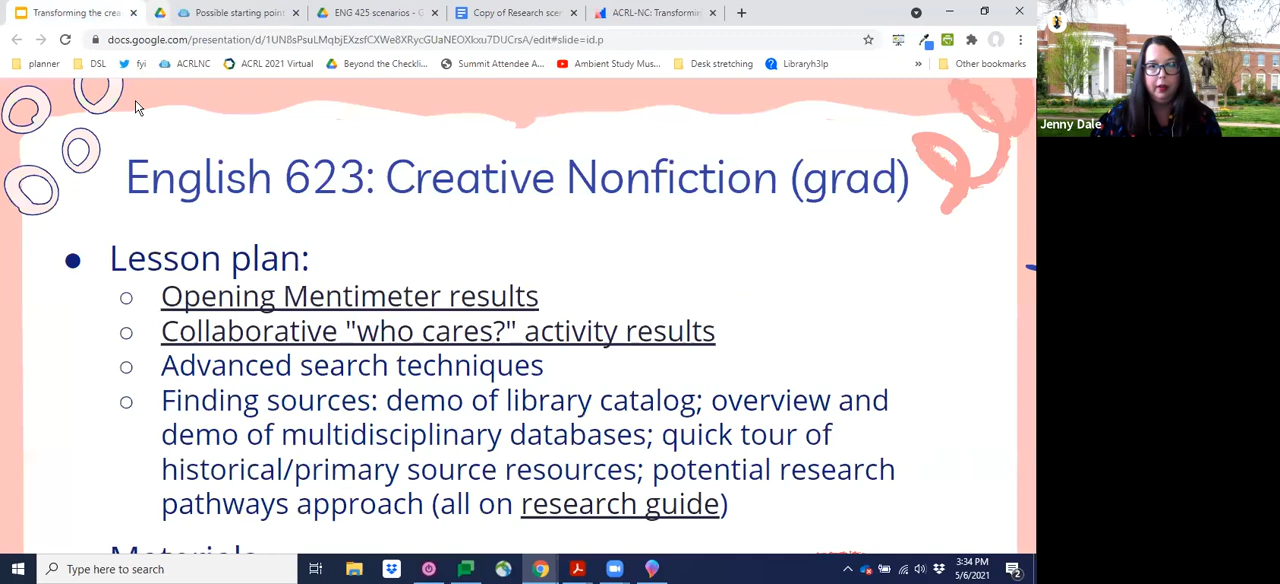 Transforming the crea
Possible starting point
ENG 425 scenarios - G
Copy of Research scen
ACRL-NC: Transformin
docs.google.com/presentation/d/1UN8sPsuLMqbjEXzsfCXWe8XRycGUaNEOXkxu7DUCrsA/edit#slide=id.p
planner
DSL
fyi
ACRLNC
ACRL 2021 Virtual
Beyond the Checkli...
Summit Attendee A...
Ambient Study Mus...
Desk stretching
Libraryh3lp
»
Other bookmarks
Jenny Dale
English 623: Creative Nonfiction (grad)
● Lesson plan:
○ Opening Mentimeter results
○ Collaborative "who cares?" activity results
○ Advanced search techniques
○ Finding sources: demo of library catalog; overview and
demo of multidisciplinary databases; quick tour of
historical/primary source resources; potential research
pathways approach (all on research guide)
Materials
Type here to search
3:34 PM
5/6/2021
2